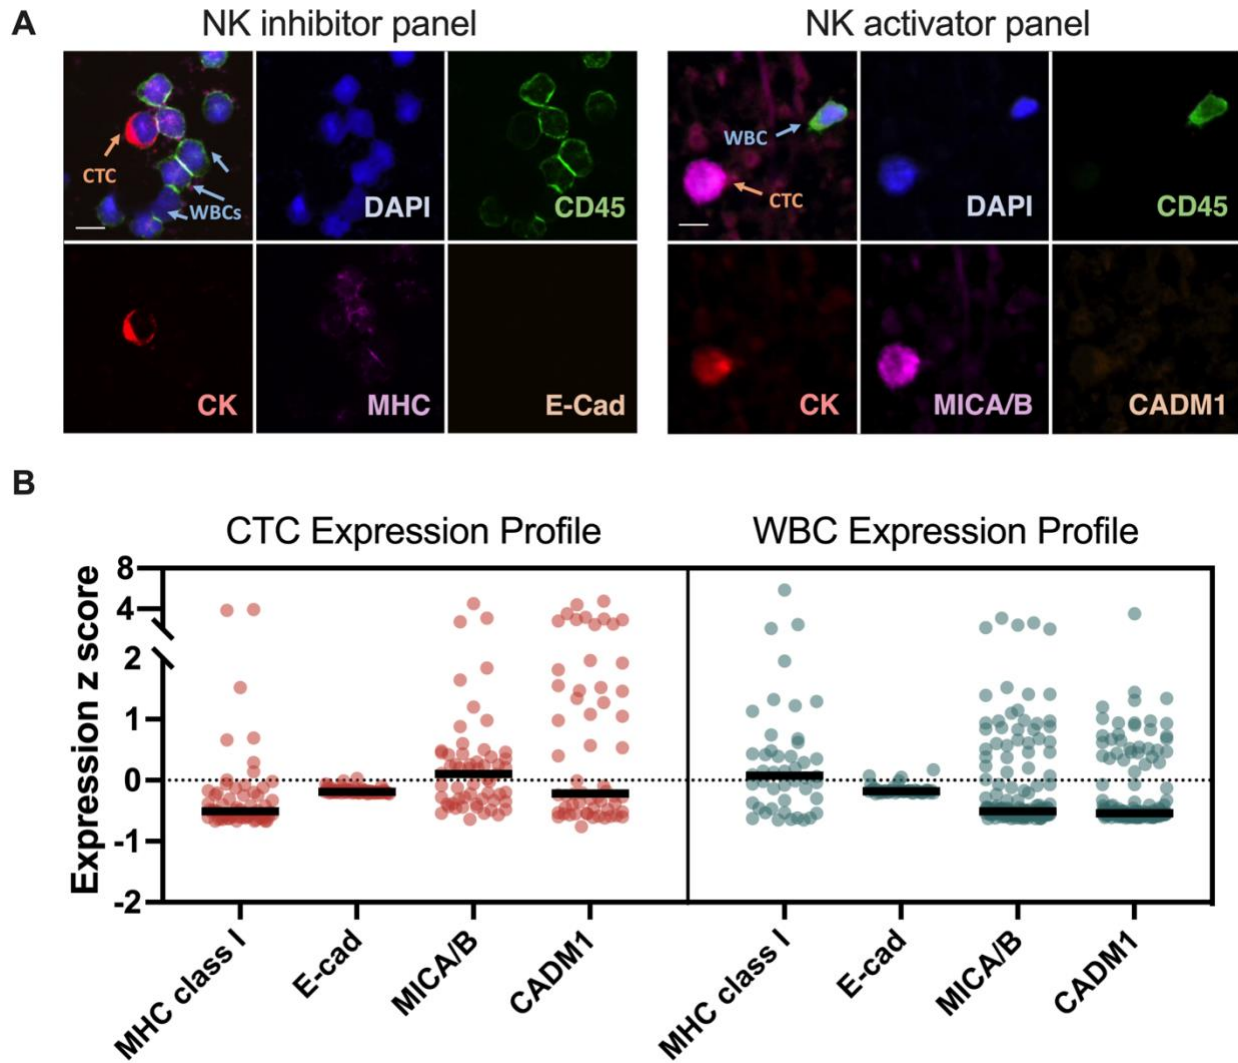 A
NK inhibitor panel
NK activator panel
CTC
WBCs
DAPI
CD45
CK
MHC
E-Cad
WBC
CTC
DAPI
CD45
CK
MICA/B
CADM1
B
CTC Expression Profile
WBC Expression Profile
Expression z score
8
4
2
1
0
-1
-2
MHC class I
E-cad
MICA/B
CADM1
MHC class I
E-cad
MICA/B
CADM1